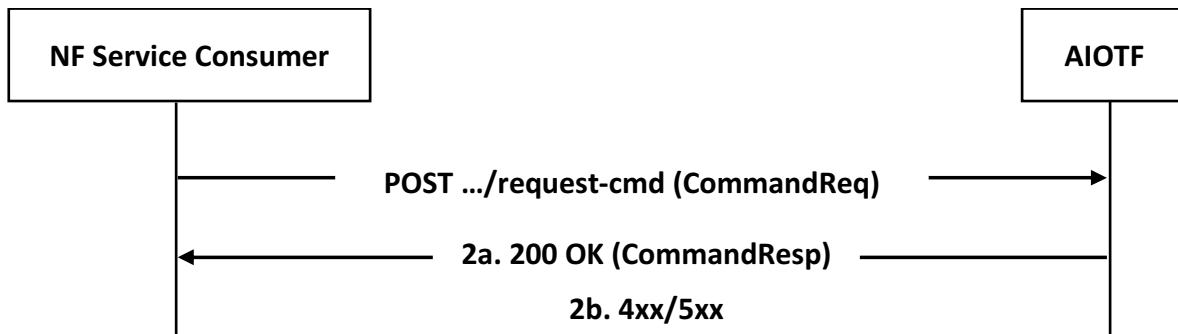 NF Service Consumer
AIOTF
POST …/request-cmd (CommandReq)
2a. 200 OK (CommandResp)
2b. 4xx/5xx